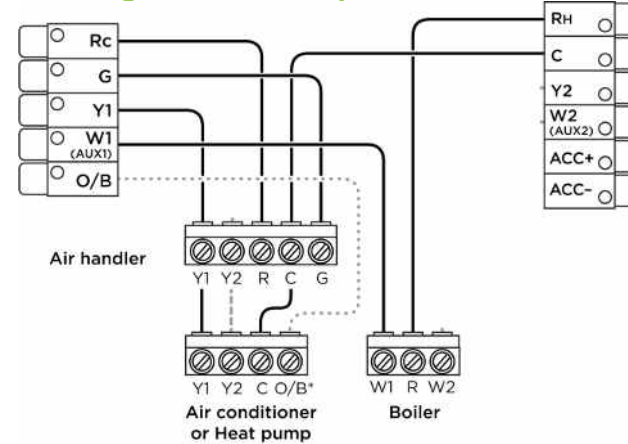 Rc
G
Y1
W1
(AUX1)
O/B
RH
C
Y2
W2
(AUX2)
ACC+
ACC-
Air handler
Y1 Y2 R C G
Y1 Y2 C O/B*
Air conditioner
or Heat pump
W1 R W2
Boiler